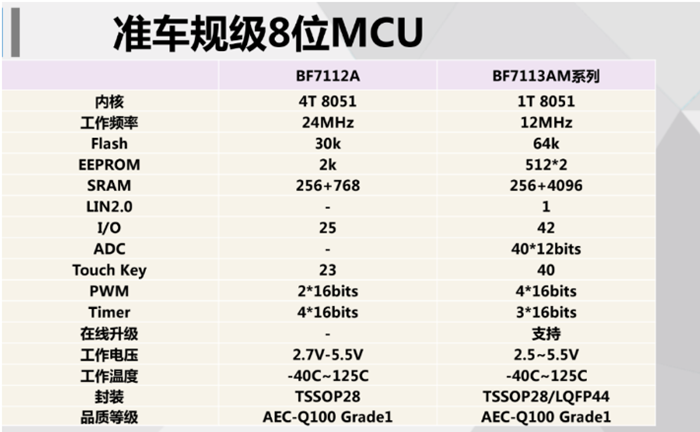 准车规级8位MCU
BF7112A BF7113AM系列
内核 4T 8051 1T 8051
工作频率 24MHz 12MHz
Flash 30k 64k
EEPROM 2k 512*2
SRAM 256+768 256+4096
LIN2.0 - 1
I/O 25 42
ADC - 40*12bits
Touch Key 23 40
PWM 2*16bits 4*16bits
Timer 4*16bits 3*16bits
在线升级 - 支持
工作电压 2.7V-5.5V 2.5~5.5V
工作温度 -40C~125C -40C~125C
封装 TSSOP28 TSSOP28/LQFP44
品质等级 AEC-Q100 Grade1 AEC-Q100 Grade1